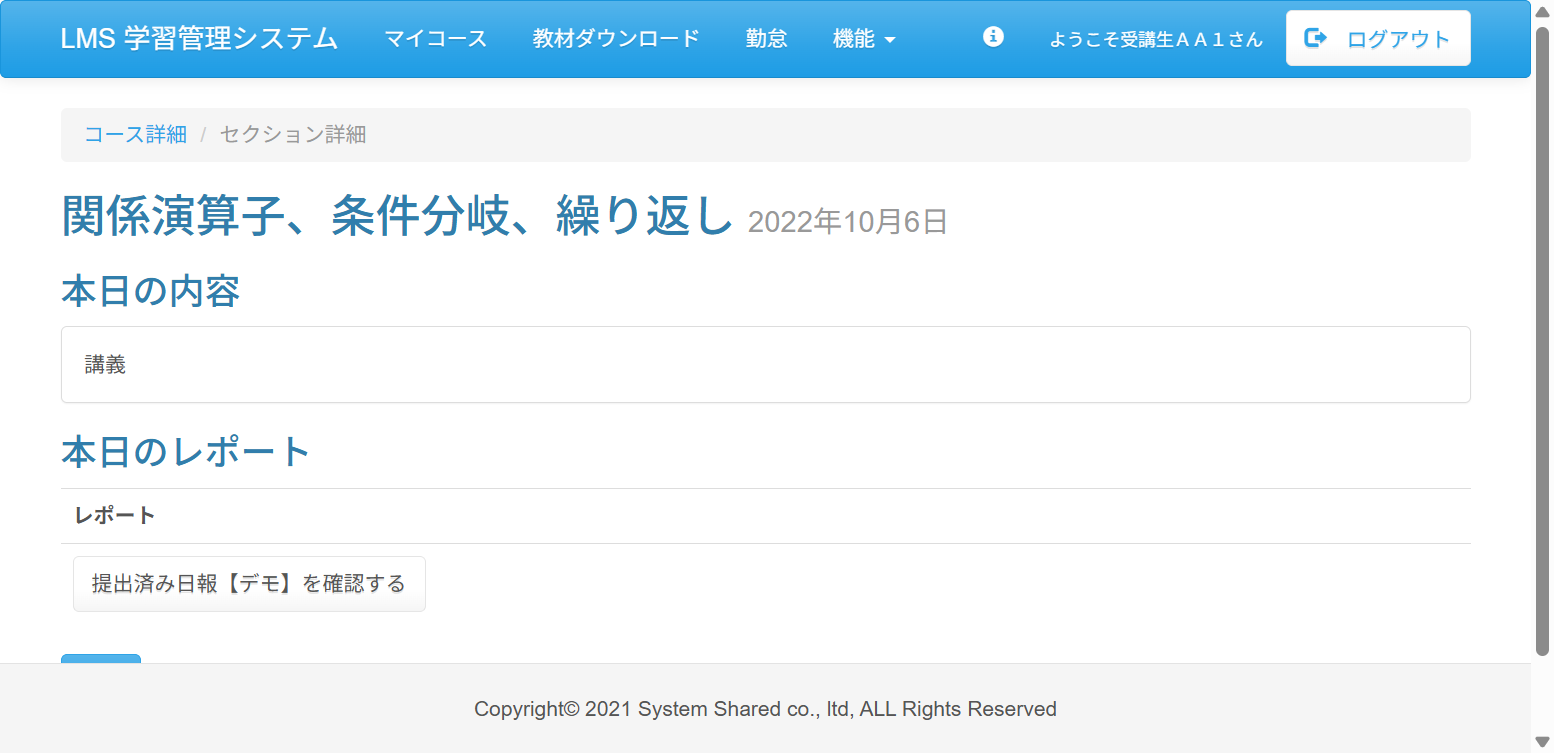 LMS 学習管理システム マイコース 教材ダウンロード 勤怠 機能 ようこそ受講生ＡＡ１さん ログアウト
コース詳細 / セクション詳細
関係演算子、条件分岐、繰り返し 2022年10月6日
本日の内容
講義
本日のレポート
レポート
提出済み日報【デモ】を確認する
Copyright© 2021 System Shared co., ltd, ALL Rights Reserved